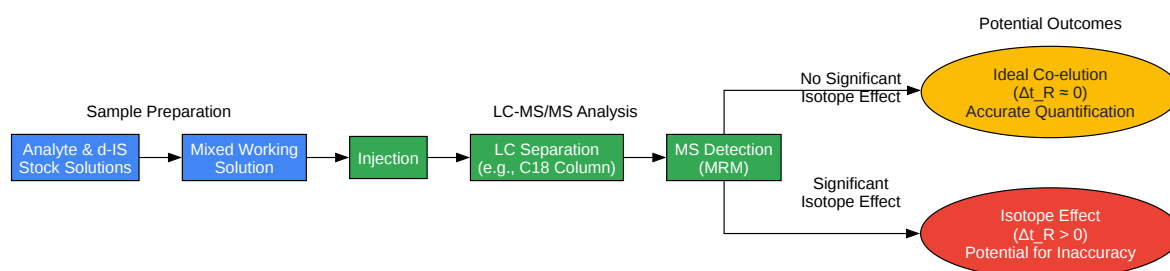 Potential Outcomes
Sample Preparation
LC-MS/MS Analysis
Analyte & d-IS
Stock Solutions
Mixed Working
Solution
Injection
LC Separation
(e.g., C18 Column)
MS Detection
(MRM)
No Significant
Isotope Effect
Ideal Co-elution
(Δt_R ≈ 0)
Accurate Quantification
Significant
Isotope Effect
Isotope Effect
(Δt_R > 0)
Potential for Inaccuracy